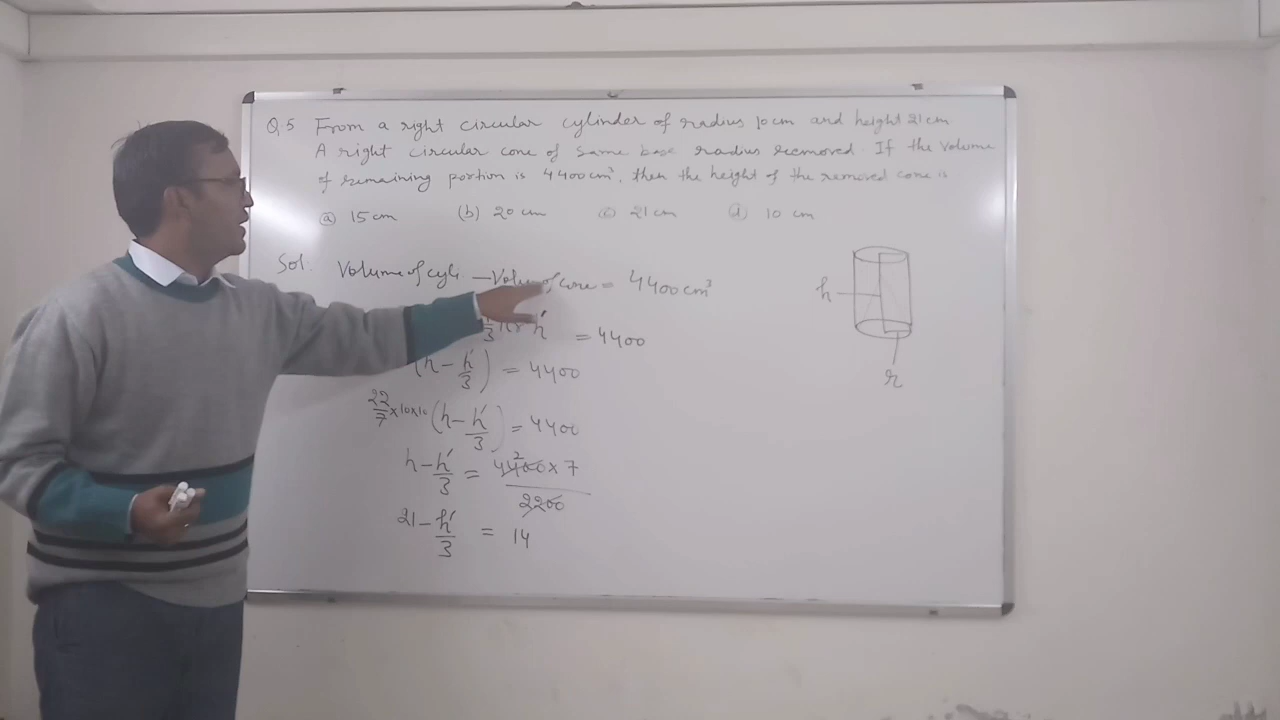 Q.5 From a right circular cylinder of radius 10 cm and height 21 cm
A right circular cone of same base radius removed. If the volume
of remaining portion is 4400 cm³, then the height of the removed cone is
(a) 15 cm (b) 20 cm (c) 21 cm (d) 10 cm
Sol. Volume of cyli - Volu of cone = 4400 cm³
h' = 4400
(h - h'/3) = 4400
22/7 x 10 x 10 (h - h'/3) = 4400
h - h'/3 = 4400 x 7 / 2200 2
21 - h'/3 = 14
h
r